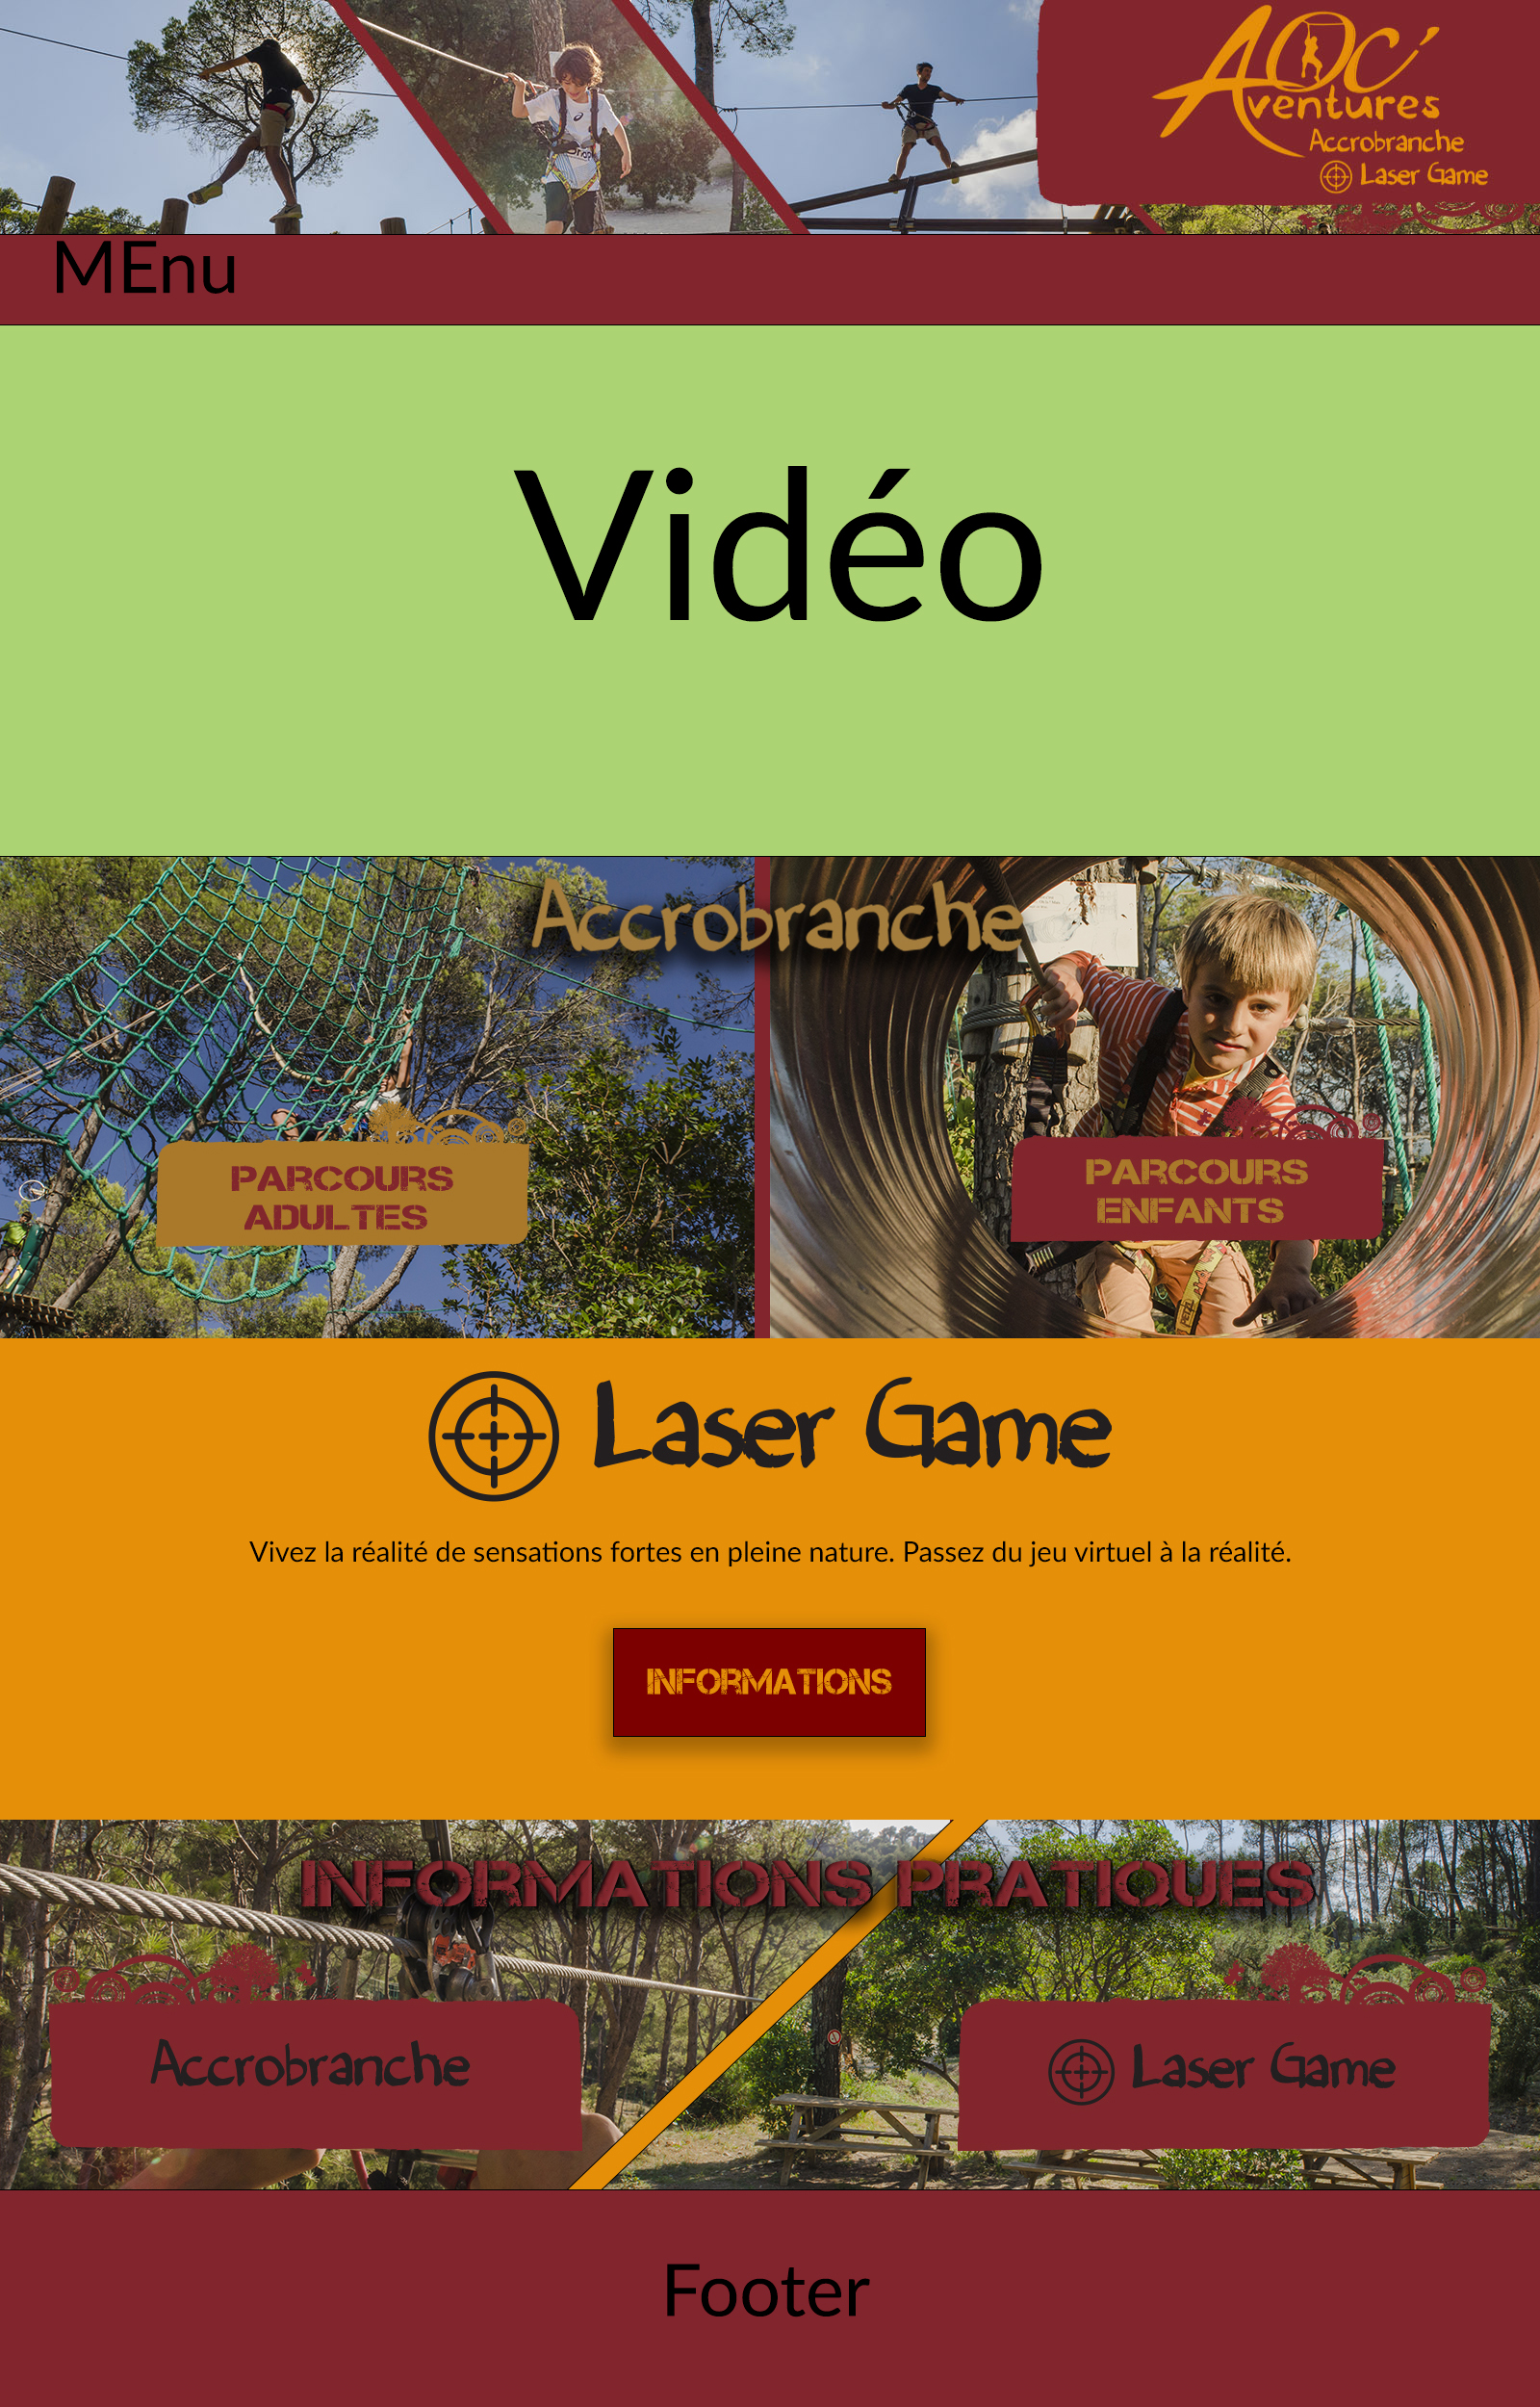 AOC'
Aventures
Accrobranche
Laser Game
MEnu
Vidéo
Accrobranche
PARCOURS
ADULTES
PARCOURS
ENFANTS
Laser Game
Vivez la réalité de sensations fortes en pleine nature. Passez du jeu virtuel à la réalité.
INFORMATIONS
INFORMATIONS PRATIQUES
Accrobranche
Laser Game
Footer